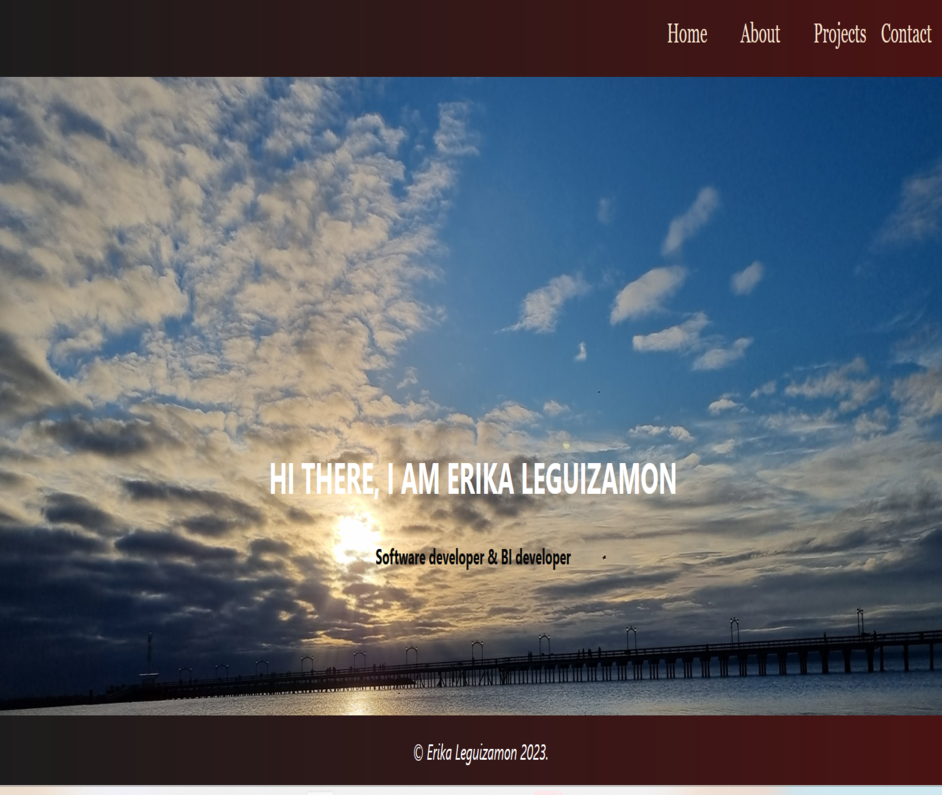 Home About Projects Contact
HI THERE, I AM ERIKA LEGUIZAMON
Software developer & BI developer
© Erika Leguizamon 2023.